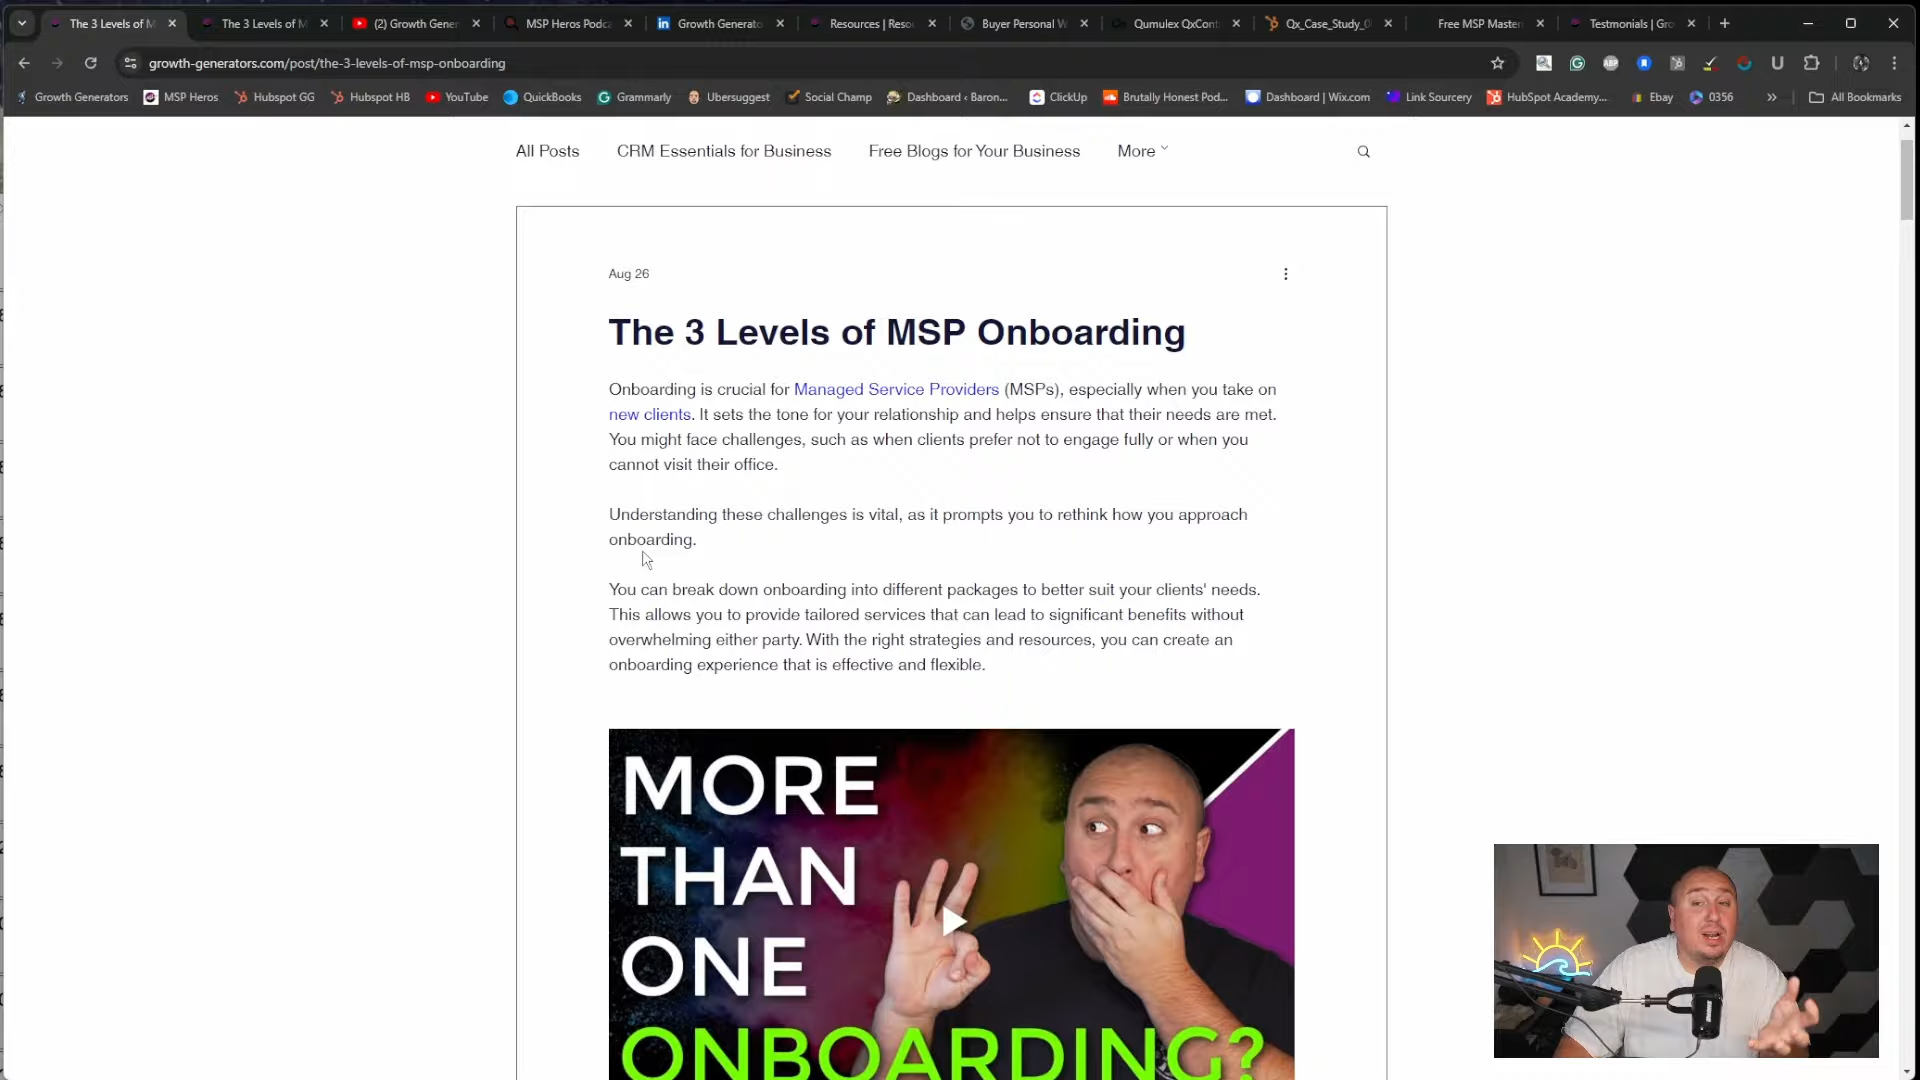 The 3 Levels of M
The 3 Levels of M
(2) Growth Gener
MSP Heros Podca
Growth Generato
Resources | Reso
Buyer Personal W
Qumulex QxCont
Qx_Case_Study_0
Free MSP Master
Testmonials | Gro
growth-generators.com/post/the-3-levels-of-msp-onboarding
Growth Generators
MSP Heros
Hubspot GG
Hubspot HB
YouTube
QuickBooks
Grammarly
Ubersuggest
Social Champ
Dashboard ‹ Baron...
ClickUp
Brutally Honest Pod...
Dashboard | Wix.com
Link Sourcery
HubSpot Academy...
Ebay
0356
All Bookmarks
All Posts
CRM Essentials for Business
Free Blogs for Your Business
More
Aug 26
The 3 Levels of MSP Onboarding
Onboarding is crucial for Managed Service Providers (MSPs), especially when you take on
new clients. It sets the tone for your relationship and helps ensure that their needs are met.
You might face challenges, such as when clients prefer not to engage fully or when you
cannot visit their office.
Understanding these challenges is vital, as it prompts you to rethink how you approach
onboarding.
You can break down onboarding into different packages to better suit your clients' needs.
This allows you to provide tailored services that can lead to significant benefits without
overwhelming either party. With the right strategies and resources, you can create an
onboarding experience that is effective and flexible.
MORE
THAN
ONE
ONBOARDING?